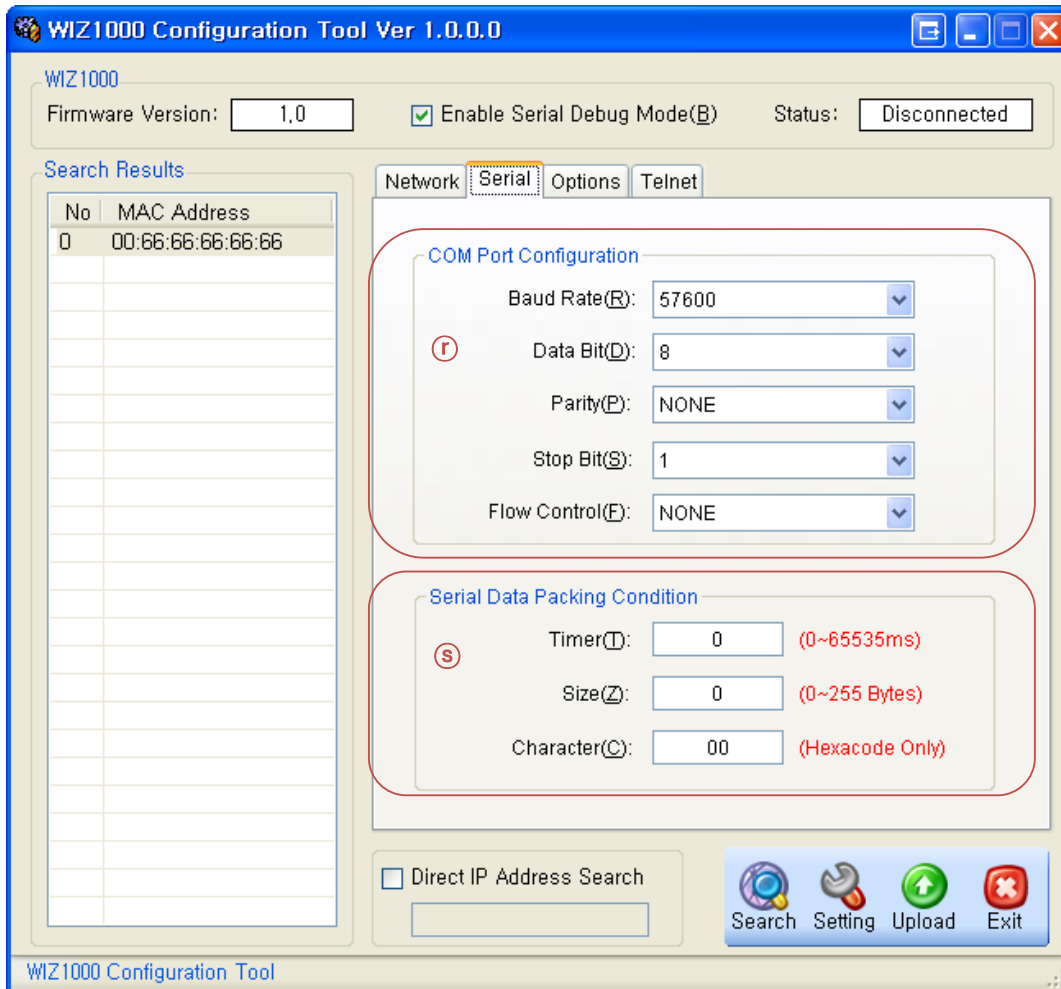 WIZ1000 Configuration Tool Ver 1.0.0.0
WIZ1000
Firmware Version: 1,0 Enable Serial Debug Mode(B) Status: Disconnected
Search Results
No MAC Address
0 00:66:66:66:66:66
Network Serial Options Telnet
COM Port Configuration
Baud Rate(R): 57600
ⓡ
Data Bit(D): 8
Parity(P): NONE
Stop Bit(S): 1
Flow Control(F): NONE
Serial Data Packing Condition
Timer(T): 0 (0~65535ms)
ⓢ
Size(Z): 0 (0~255 Bytes)
Character(C): 00 (Hexacode Only)
Direct IP Address Search
Search Setting Upload Exit
WIZ1000 Configuration Tool